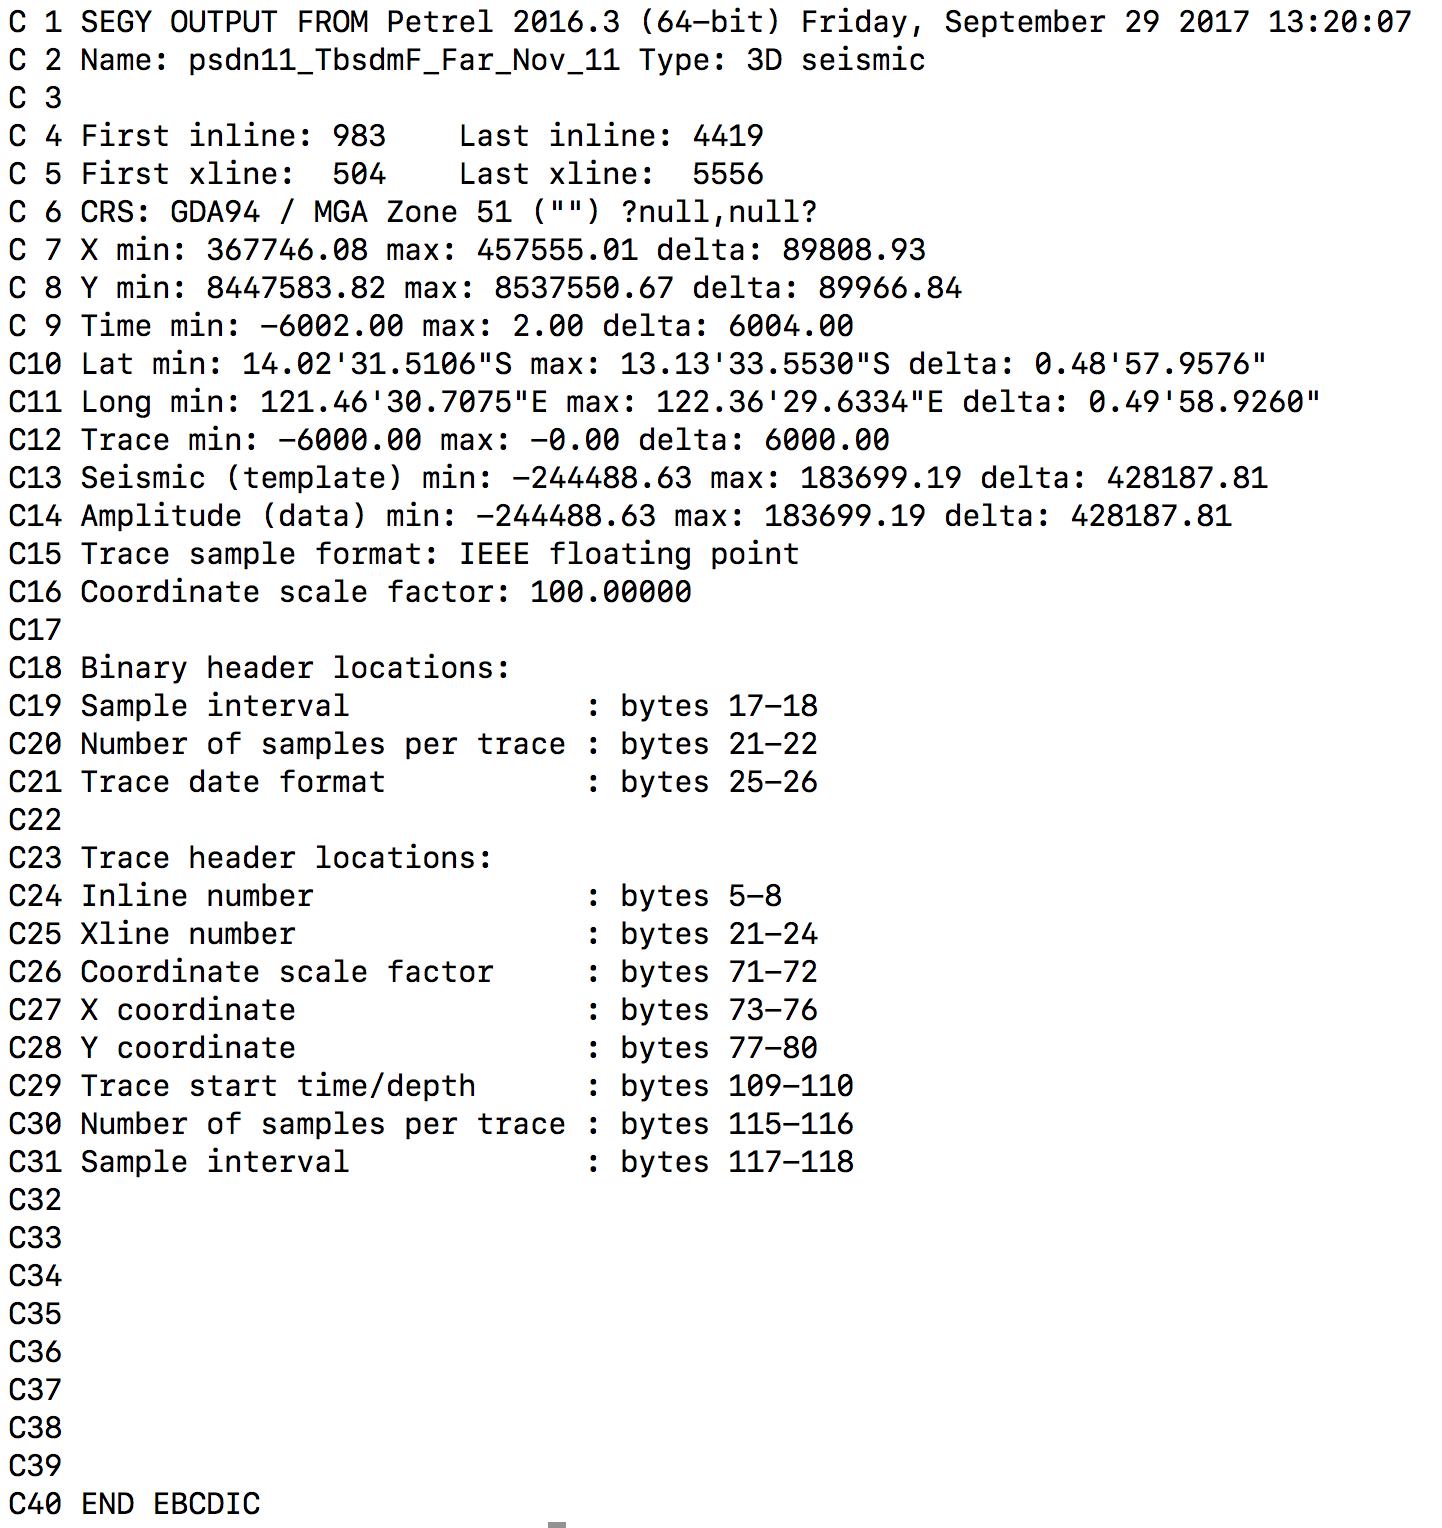 C 1 SEGY OUTPUT FROM Petrel 2016.3 (64-bit) Friday, September 29 2017 13:20:07
C 2 Name: psdn11_TbsdmF_Far_Nov_11 Type: 3D seismic
C 3
C 4 First inline: 983    Last inline: 4419
C 5 First xline:  504    Last xline:  5556
C 6 CRS: GDA94 / MGA Zone 51 ("") ?null,null?
C 7 X min: 367746.08 max: 457555.01 delta: 89808.93
C 8 Y min: 8447583.82 max: 8537550.67 delta: 89966.84
C 9 Time min: -6002.00 max: 2.00 delta: 6004.00
C10 Lat min: 14.02'31.5106"S max: 13.13'33.5530"S delta: 0.48'57.9576"
C11 Long min: 121.46'30.7075"E max: 122.36'29.6334"E delta: 0.49'58.9260"
C12 Trace min: -6000.00 max: -0.00 delta: 6000.00
C13 Seismic (template) min: -244488.63 max: 183699.19 delta: 428187.81
C14 Amplitude (data) min: -244488.63 max: 183699.19 delta: 428187.81
C15 Trace sample format: IEEE floating point
C16 Coordinate scale factor: 100.00000
C17
C18 Binary header locations:
C19 Sample interval             : bytes 17-18
C20 Number of samples per trace : bytes 21-22
C21 Trace date format           : bytes 25-26
C22
C23 Trace header locations:
C24 Inline number               : bytes 5-8
C25 Xline number                : bytes 21-24
C26 Coordinate scale factor     : bytes 71-72
C27 X coordinate                : bytes 73-76
C28 Y coordinate                : bytes 77-80
C29 Trace start time/depth      : bytes 109-110
C30 Number of samples per trace : bytes 115-116
C31 Sample interval             : bytes 117-118
C32
C33
C34
C35
C36
C37
C38
C39
C40 END EBCDIC